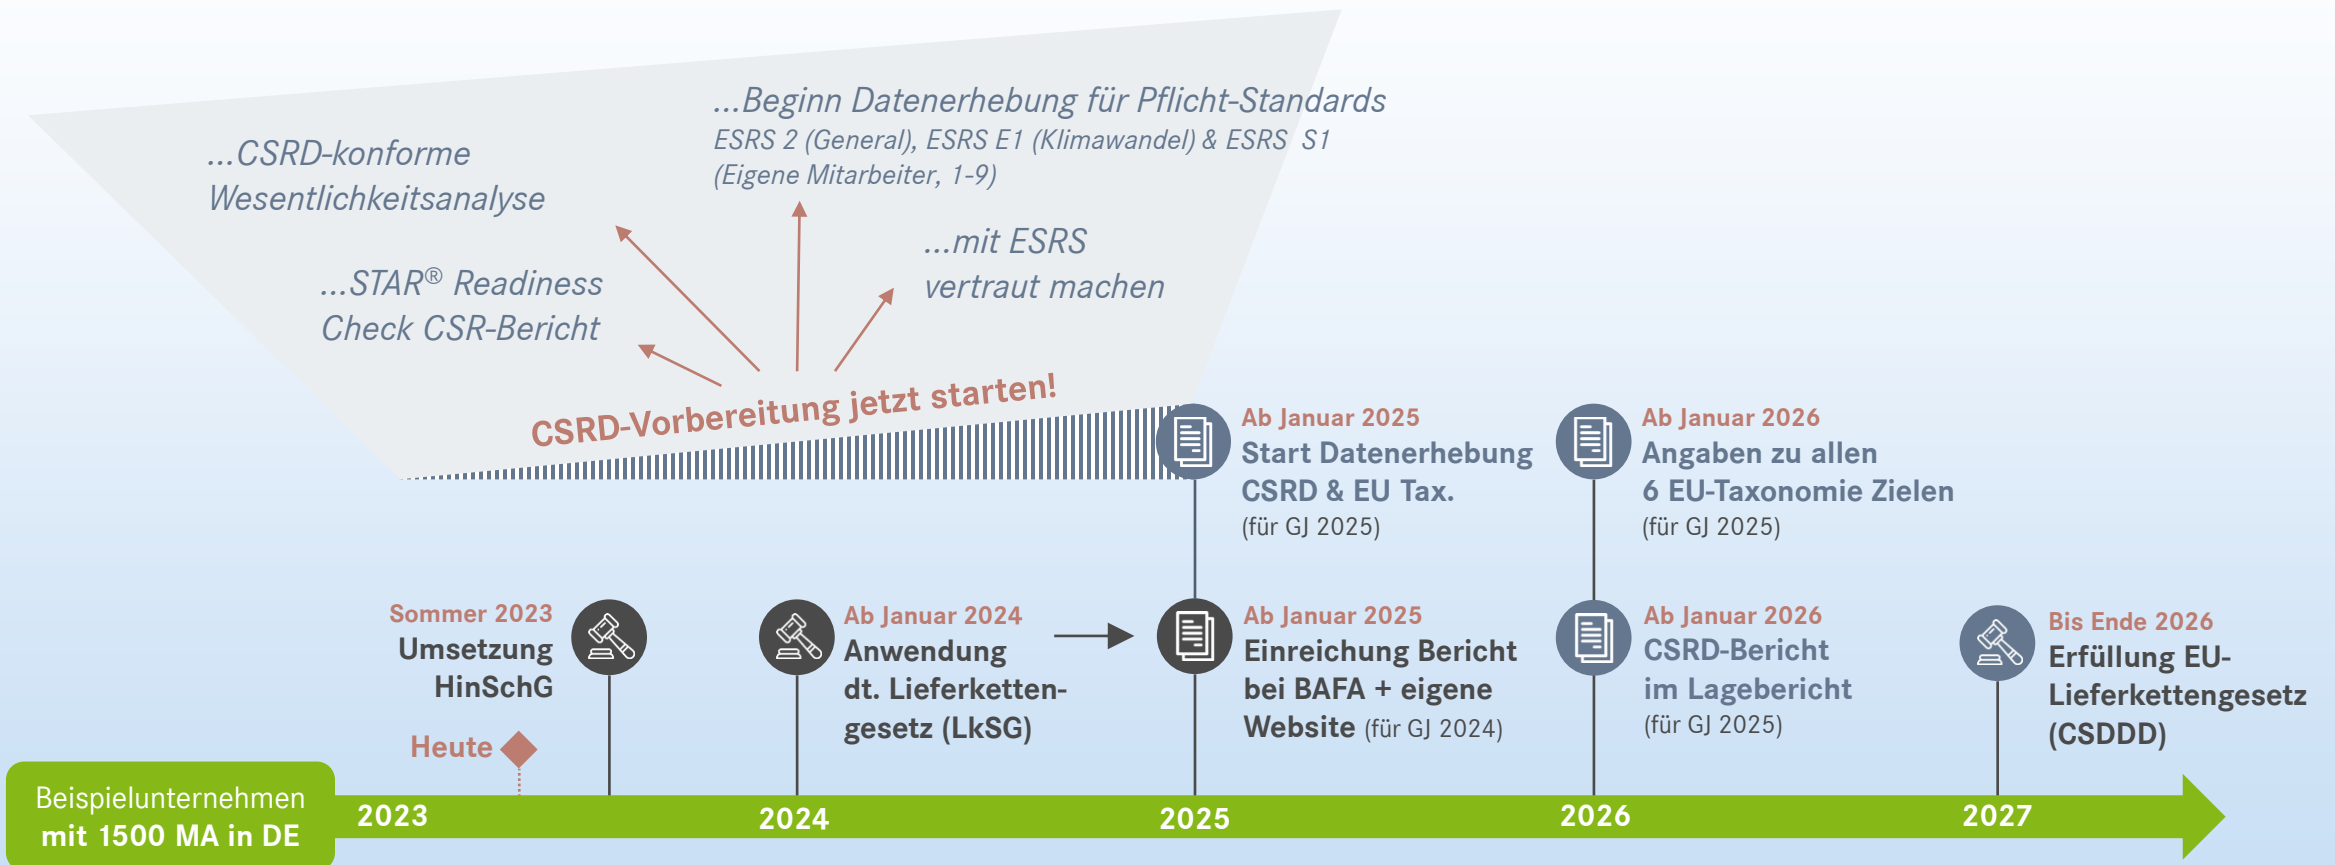 ...CSRD-konforme
Wesentlichkeitsanalyse
...Beginn Datenerhebung für Pflicht-Standards
ESRS 2 (General), ESRS E1 (Klimawandel) & ESRS S1
(Eigene Mitarbeiter, 1-9)
...STAR® Readiness
Check CSR-Bericht
...mit ESRS
vertraut machen
CSRD-Vorbereitung jetzt starten!
Ab Januar 2025
Start Datenerhebung
CSRD & EU Tax.
(für GJ 2025)
Ab Januar 2026
Angaben zu allen
6 EU-Taxonomie Zielen
(für GJ 2025)
Sommer 2023
Umsetzung
HinSchG
Heute
Ab Januar 2024
Anwendung
dt. Lieferketten-
gesetz (LkSG)
Ab Januar 2025
Einreichung Bericht
bei BAFA + eigene
Website (für GJ 2024)
Ab Januar 2026
CSRD-Bericht
im Lagebericht
(für GJ 2025)
Bis Ende 2026
Erfüllung EU-
Lieferkettengesetz
(CSDDD)
Beispielunternehmen
mit 1500 MA in DE
2023
2024
2025
2026
2027